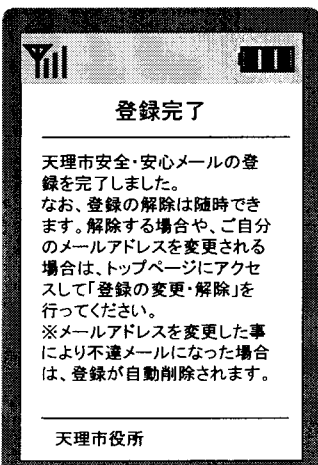 登録完了
天理市安全・安心メールの登
録を完了しました。
なお、登録の解除は随時でき
ます。解除する場合や、ご自分
のメールアドレスを変更される
場合は、トップページにアクセ
スして「登録の変更・解除」を
行ってください。
※メールアドレスを変更した事
により不達メールになった場合
は、登録が自動削除されます。
天理市役所